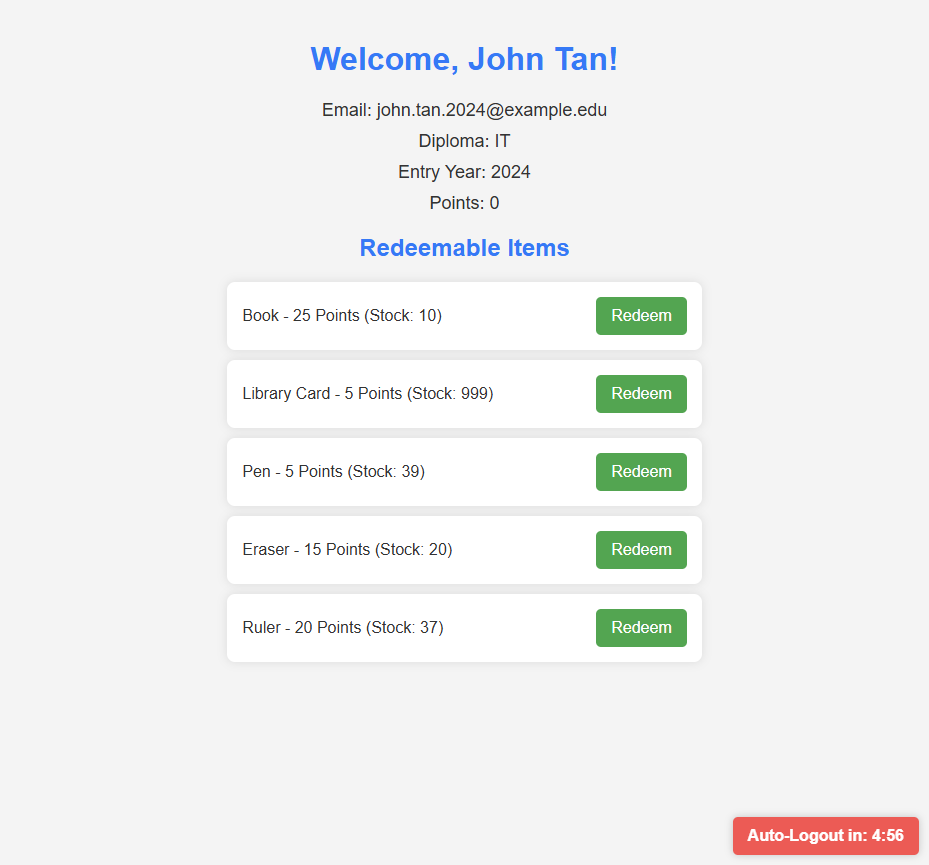 Welcome, John Tan!
Email: john.tan.2024@example.edu
Diploma: IT
Entry Year: 2024
Points: 0
Redeemable Items
Book - 25 Points (Stock: 10) Redeem
Library Card - 5 Points (Stock: 999) Redeem
Pen - 5 Points (Stock: 39) Redeem
Eraser - 15 Points (Stock: 20) Redeem
Ruler - 20 Points (Stock: 37) Redeem
Auto-Logout in: 4:56